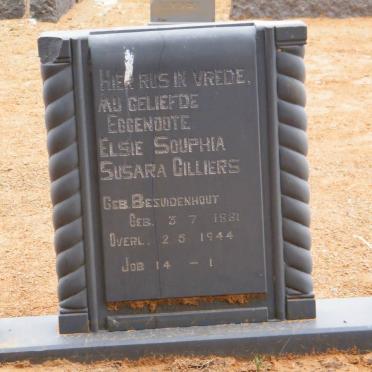 HIER RUS IN VREDE,
MIJ GELIEFDE
EGGENOOTE
ELSIE SOUPHIA
SUSARA CILLIERS
GEB. BESUIDENHOUT
GEB. 3 7 1881
OVERL. 2 5 1944
JOB 14 – 1